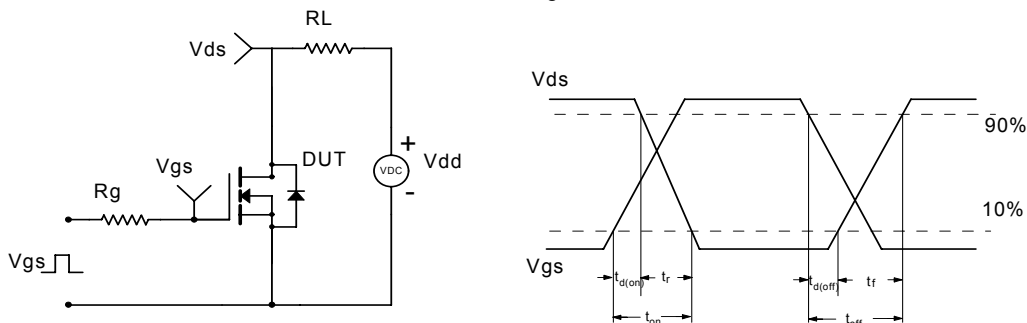 RL
Vds
Vgs
DUT
Rg
+
VDC
Vdd
-
Vgs
Vds
90%
10%
Vgs
td(on)
tr
td(off)
tf
ton
toff